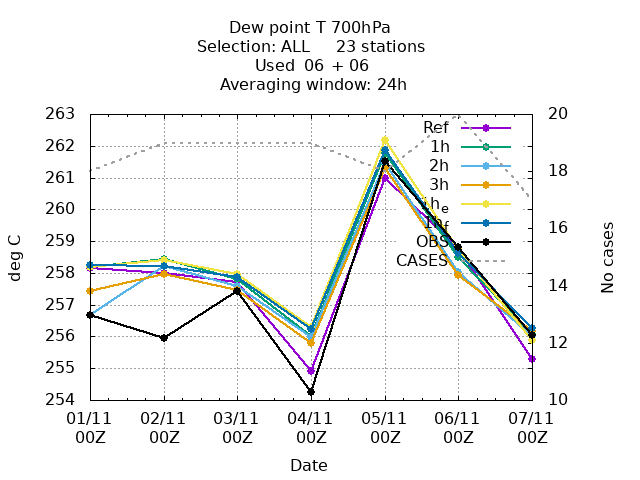 Dew point T 700hPa
Selection: ALL 23 stations
Used 06 + 06
Averaging window: 24h
263
262
261
260
259
258
257
256
255
254
20
18
16
14
12
10
deg C
No cases
Ref
1h
2h
3h
1h_e
1h_f
OBS
CASES
01/11 02/11 03/11 04/11 05/11 06/11 07/11
00Z 00Z 00Z 00Z 00Z 00Z 00Z
Date